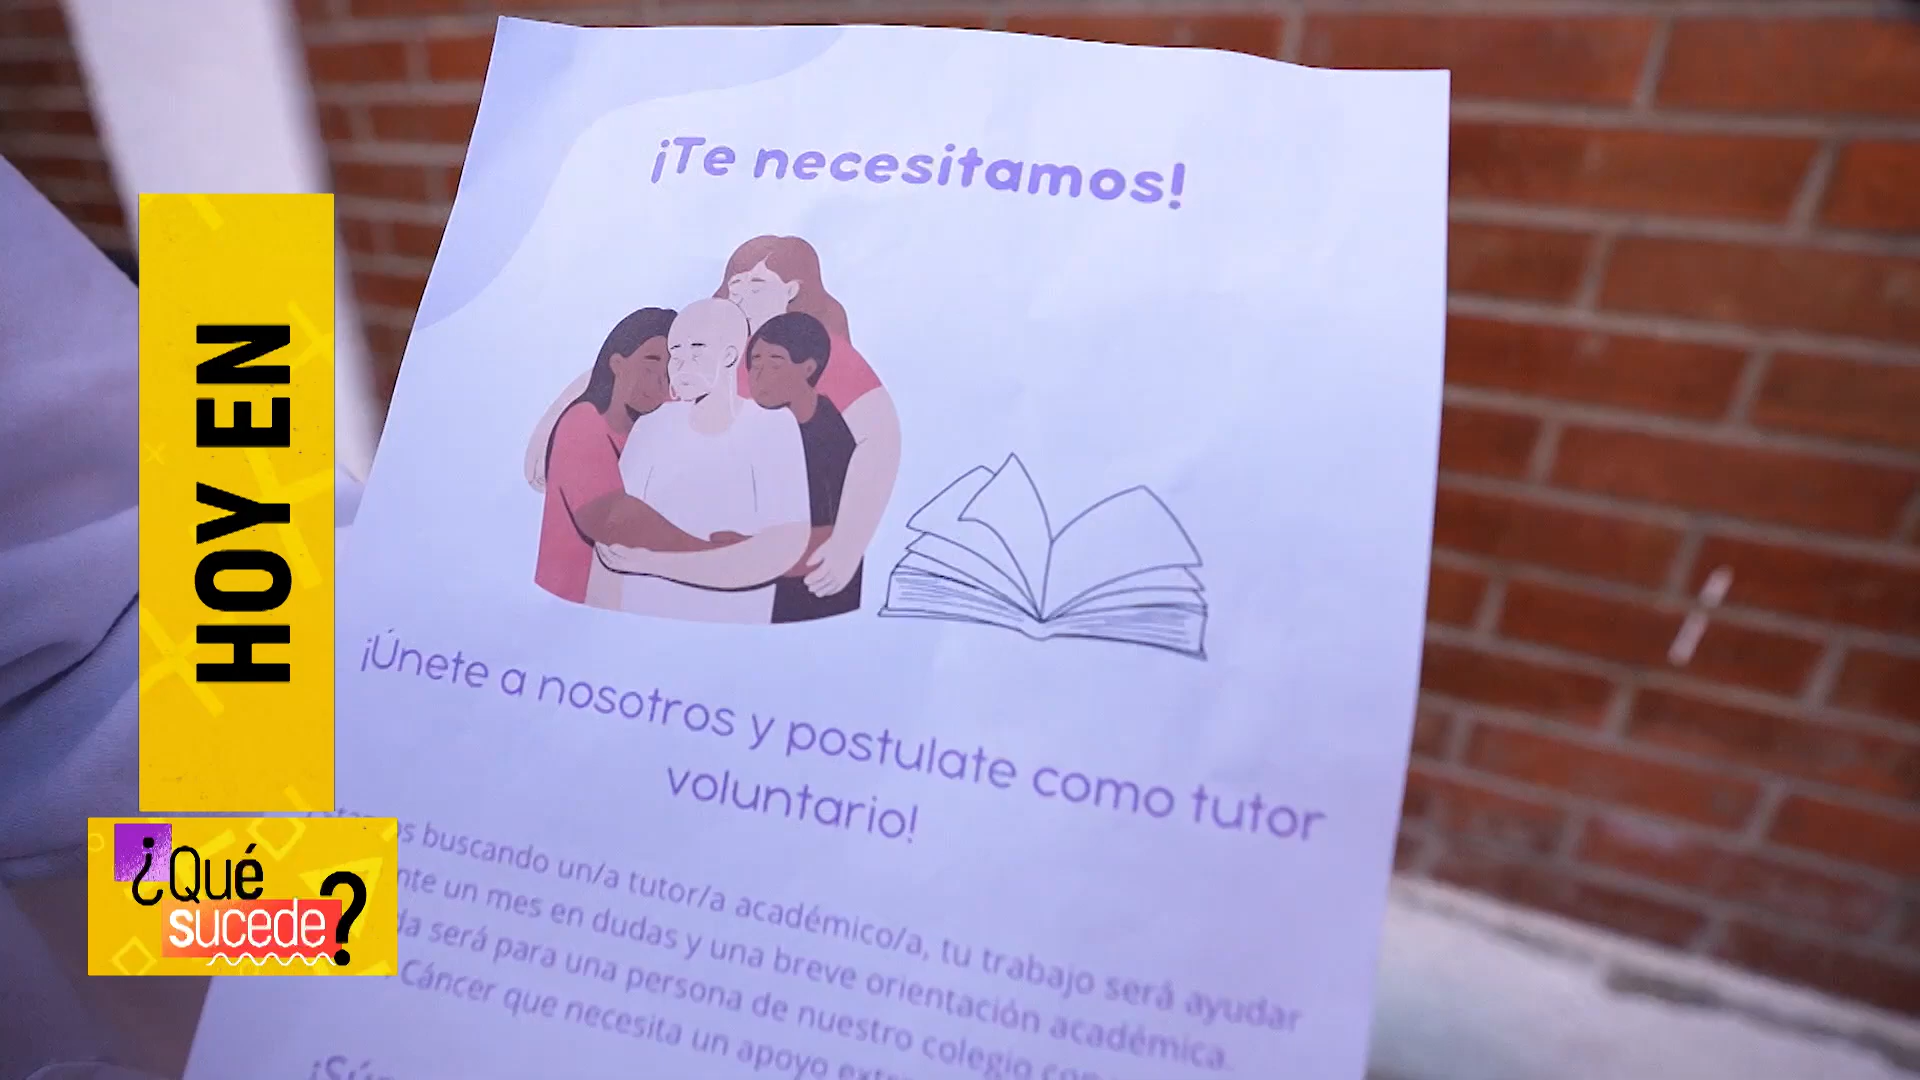 ¡Te necesitamos!
¡Únete a nosotros y postulate como tutor
voluntario!
buscando un/a tutor/a académico/a, tu trabajo será ayudar
un mes en dudas y una breve orientación académica.
será para una persona de nuestro colegio
Cáncer que necesita un apoyo
HOY EN
¿Qué
sucede?